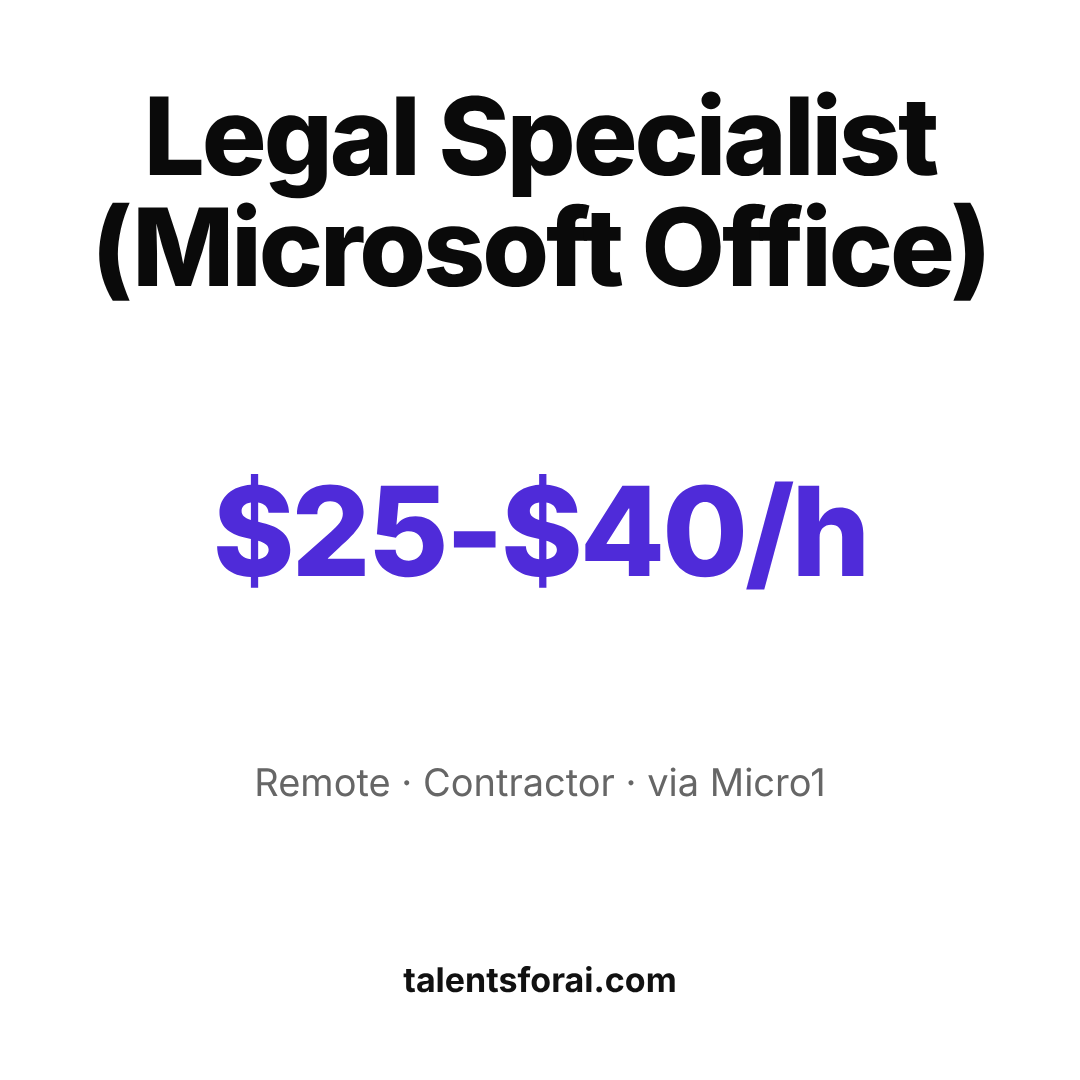 Legal Specialist
(Microsoft Office)
$25-$40/h
Remote · Contractor · via Micro1
talentsforai.com